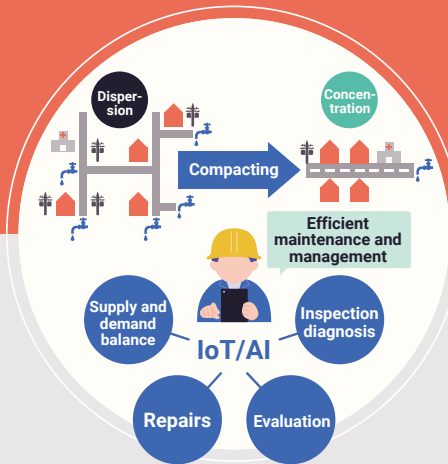 Disper-
sion
Concen-
tration
Compacting
Efficient
maintenance and
management
Supply and
demand
balance
Inspection
diagnosis
IoT/AI
Repairs
Evaluation